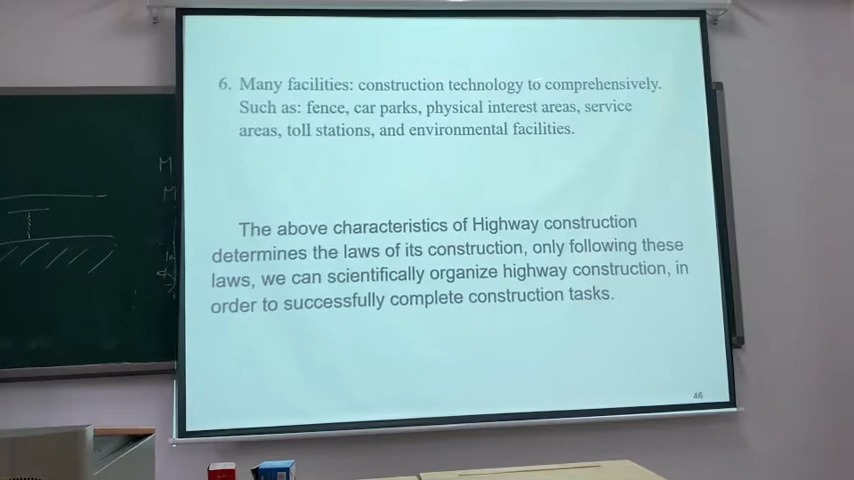 6. Many facilities: construction technology to comprehensively.
Such as: fence, car parks, physical interest areas, service
areas, toll stations, and environmental facilities.
The above characteristics of Highway construction
determines the laws of its construction, only following these
laws, we can scientifically organize highway construction, in
order to successfully complete construction tasks.
46